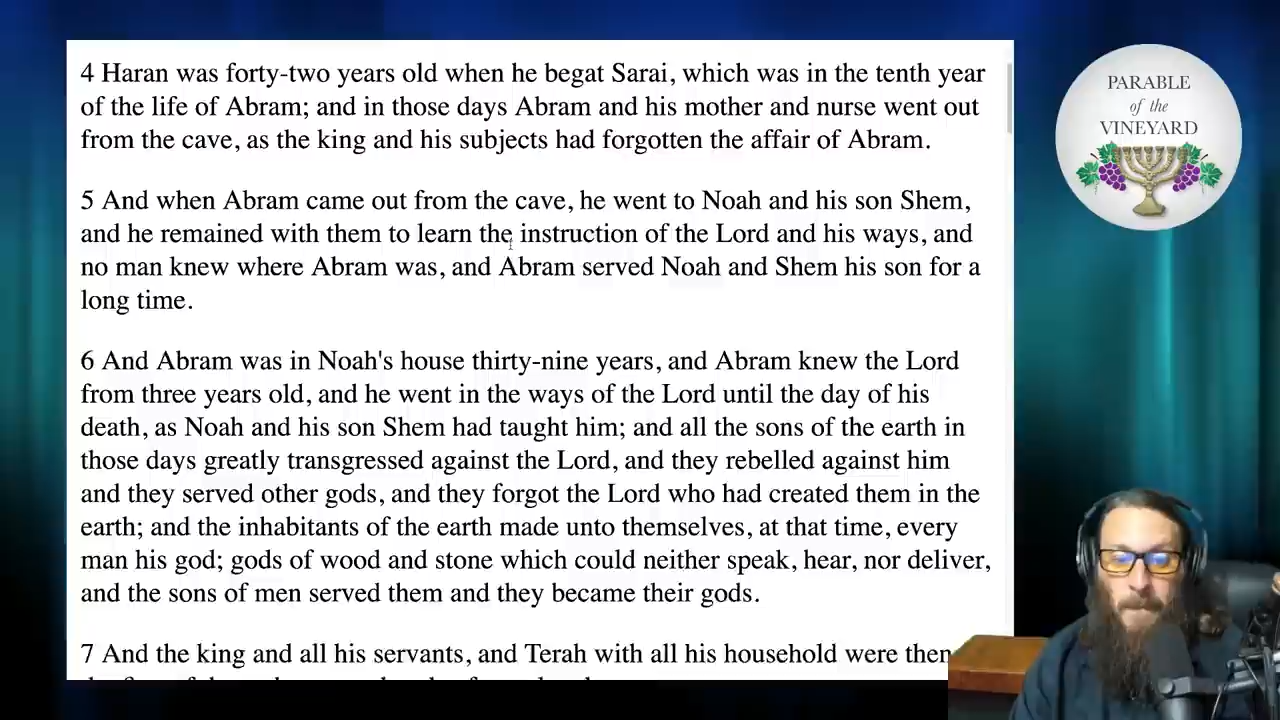 4 Haran was forty-two years old when he begat Sarai, which was in the tenth year
of the life of Abram; and in those days Abram and his mother and nurse went out
from the cave, as the king and his subjects had forgotten the affair of Abram.
5 And when Abram came out from the cave, he went to Noah and his son Shem,
and he remained with them to learn the instruction of the Lord and his ways, and
no man knew where Abram was, and Abram served Noah and Shem his son for a
long time.
6 And Abram was in Noah's house thirty-nine years, and Abram knew the Lord
from three years old, and he went in the ways of the Lord until the day of his
death, as Noah and his son Shem had taught him; and all the sons of the earth in
those days greatly transgressed against the Lord, and they rebelled against him
and they served other gods, and they forgot the Lord who had created them in the
earth; and the inhabitants of the earth made unto themselves, at that time, every
man his god; gods of wood and stone which could neither speak, hear, nor deliver,
and the sons of men served them and they became their gods.
7 And the king and all his servants, and Terah with all his household were then
PARABLE
of the
VINEYARD